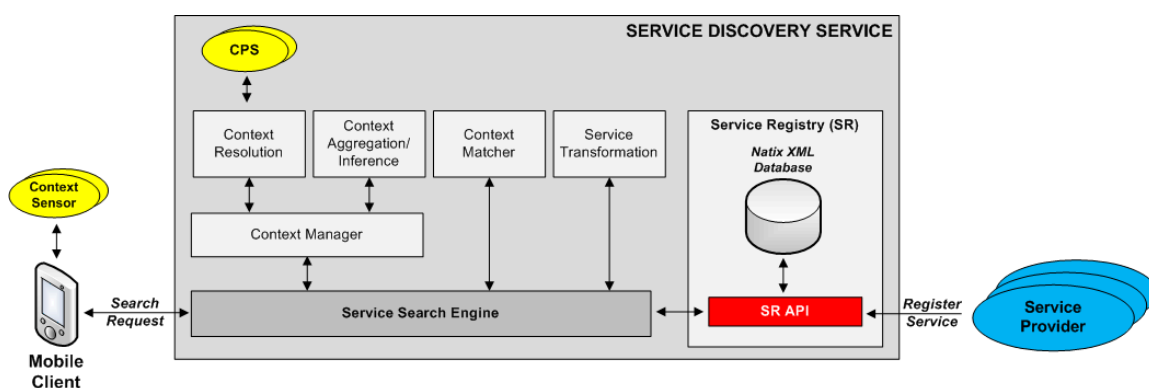 SERVICE DISCOVERY SERVICE
CPS
Context
Resolution
Context
Aggregation/
Inference
Context
Matcher
Service
Transformation
Service Registry (SR)
Natix XML
Database
Context
Sensor
Context Manager
Search
Request
Service Search Engine
SR API
Register
Service
Service
Provider
Mobile
Client